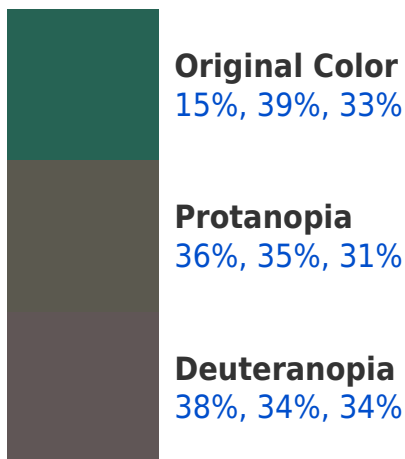 Original Color
15%, 39%, 33%
Protanopia
36%, 35%, 31%
Deuteranopia
38%, 34%, 34%